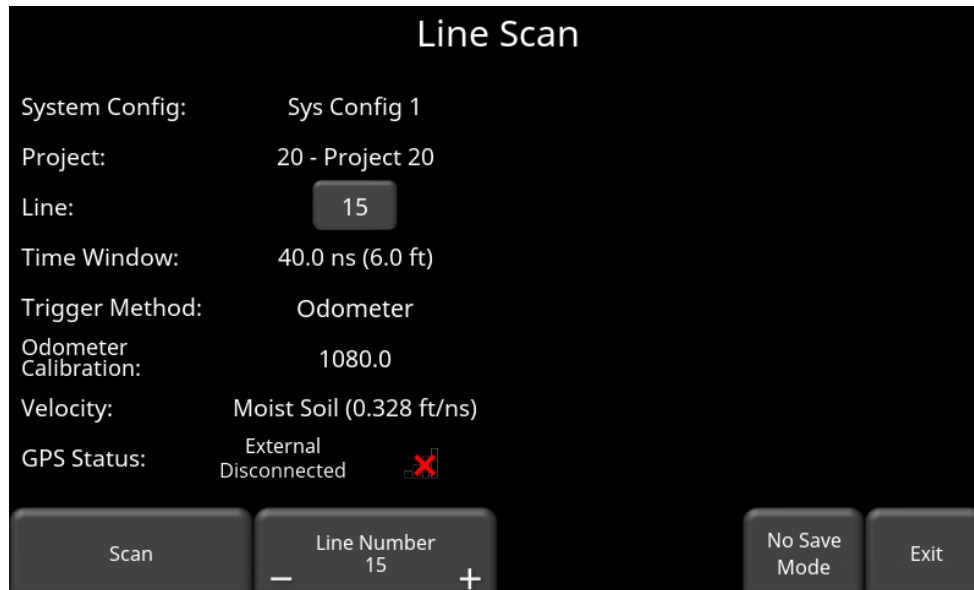 Line Scan
System Config: Sys Config 1
Project: 20 - Project 20
Line: 15
Time Window: 40.0 ns (6.0 ft)
Trigger Method: Odometer
Odometer
Calibration: 1080.0
Velocity: Moist Soil (0.328 ft/ns)
GPS Status: External
Disconnected
Scan
Line Number
15
− +
No Save
Mode
Exit